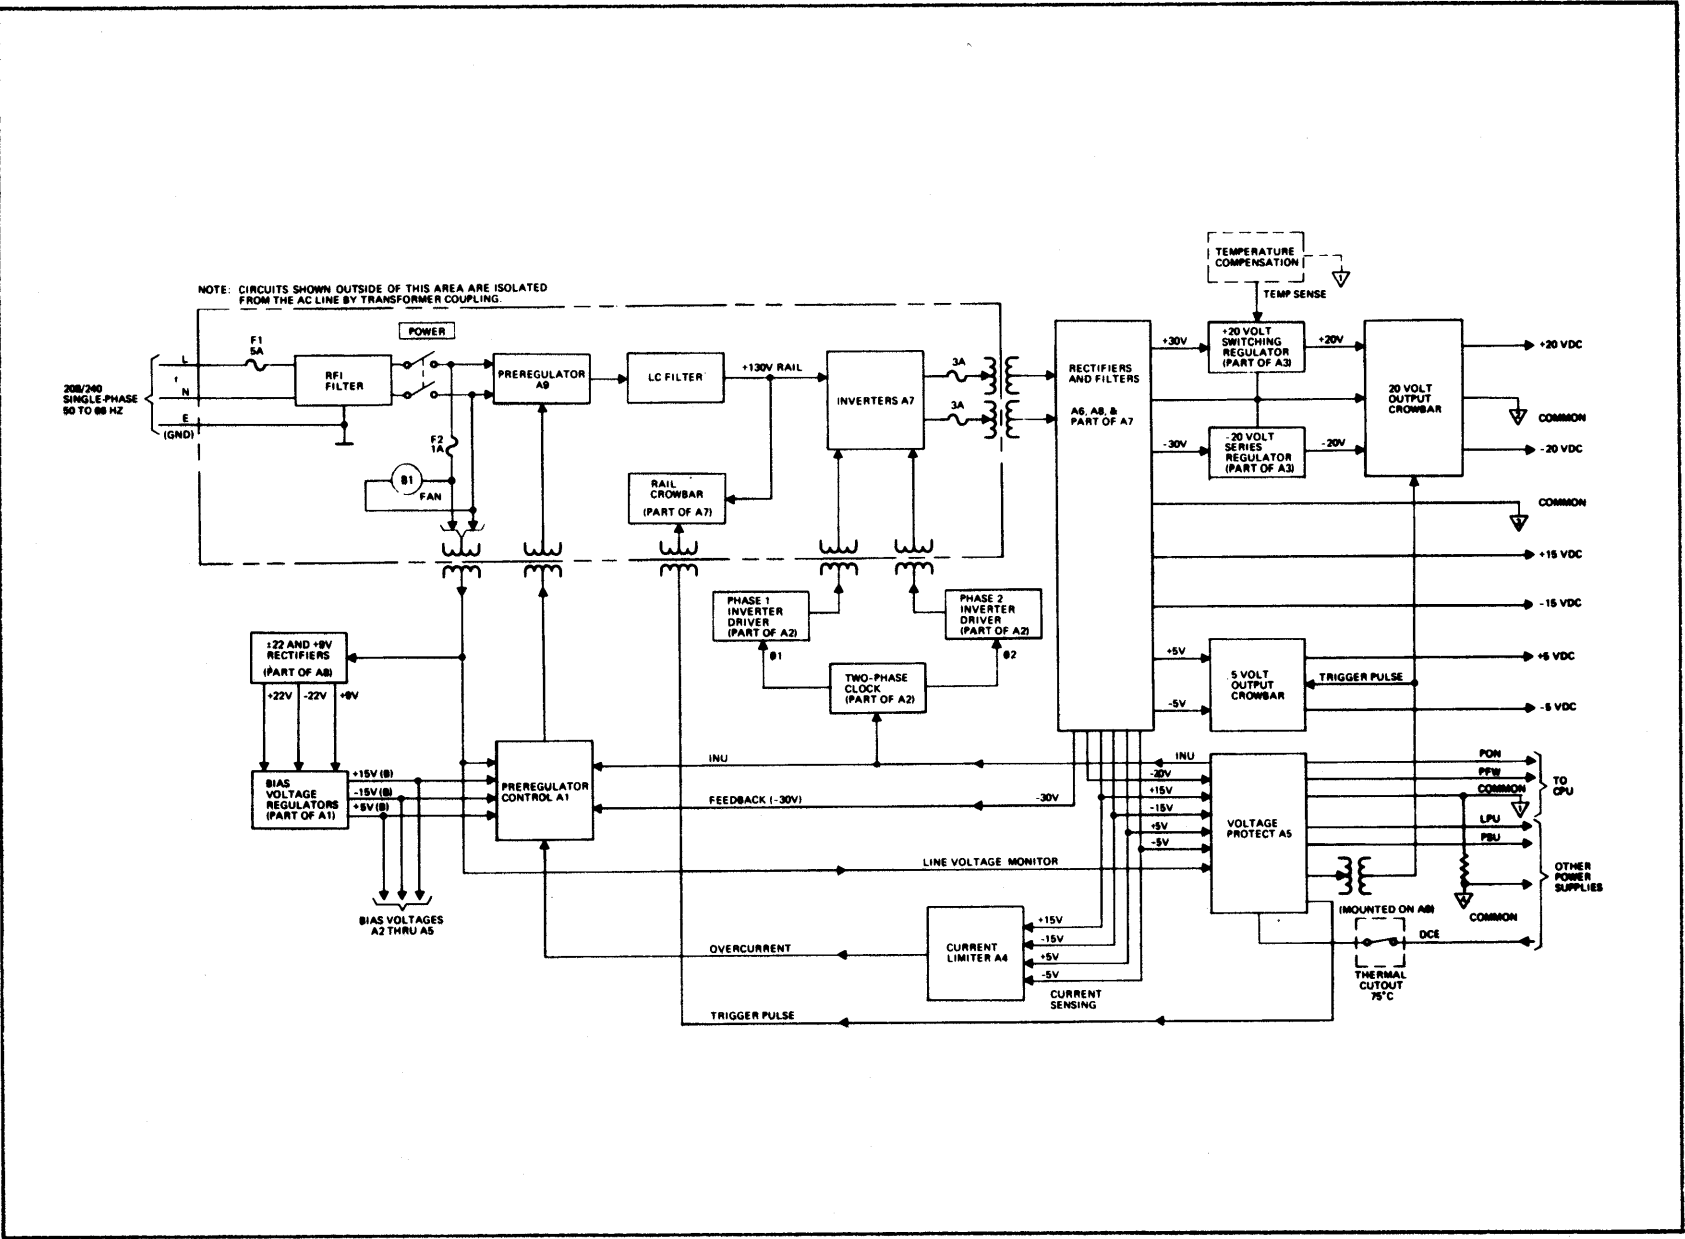 NOTE: CIRCUITS SHOWN OUTSIDE OF THIS AREA ARE ISOLATED
FROM THE AC LINE BY TRANSFORMER COUPLING.
POWER
F1
5A
L
N
E
(GND)
208/240
SINGLE-PHASE
50 TO 66 HZ
RFI
FILTER
F2
1A
B1
FAN
PREREGULATOR
A9
LC FILTER
+130V RAIL
RAIL
CROWBAR
(PART OF A7)
INVERTERS A7
3A
3A
RECTIFIERS
AND FILTERS
A6, A8, &
PART OF A7
TEMPERATURE
COMPENSATION
1
TEMP SENSE
+30V
+20 VOLT
SWITCHING
REGULATOR
(PART OF A3)
+20V
-30V
-20 VOLT
SERIES
REGULATOR
(PART OF A3)
-20V
20 VOLT
OUTPUT
CROWBAR
+20 VDC
COMMON
-20 VDC
COMMON
+15 VDC
-15 VDC
+5V
-5V
5 VOLT
OUTPUT
CROWBAR
TRIGGER PULSE
+5 VDC
-5 VDC
PHASE 1
INVERTER
DRIVER
(PART OF A2)
PHASE 2
INVERTER
DRIVER
(PART OF A2)
Ø1
Ø2
TWO-PHASE
CLOCK
(PART OF A2)
±22 AND +9V
RECTIFIERS
(PART OF A8)
+22V
-22V
+9V
BIAS
VOLTAGE
REGULATORS
(PART OF A1)
+15V (B)
-15V (B)
+5V (B)
BIAS VOLTAGES
A2 THRU A5
PREREGULATOR
CONTROL A1
INU
INU
FEEDBACK (-30V)
-30V
-20V
+15V
-15V
+5V
-5V
VOLTAGE
PROTECT A5
LINE VOLTAGE MONITOR
PON
PFW
COMMON
1
TO
CPU
LPU
PBU
OTHER
POWER
SUPPLIES
COMMON
(MOUNTED ON A8)
DCE
THERMAL
CUTOUT
75°C
OVERCURRENT
CURRENT
LIMITER A4
+15V
-15V
+5V
-5V
CURRENT
SENSING
TRIGGER PULSE